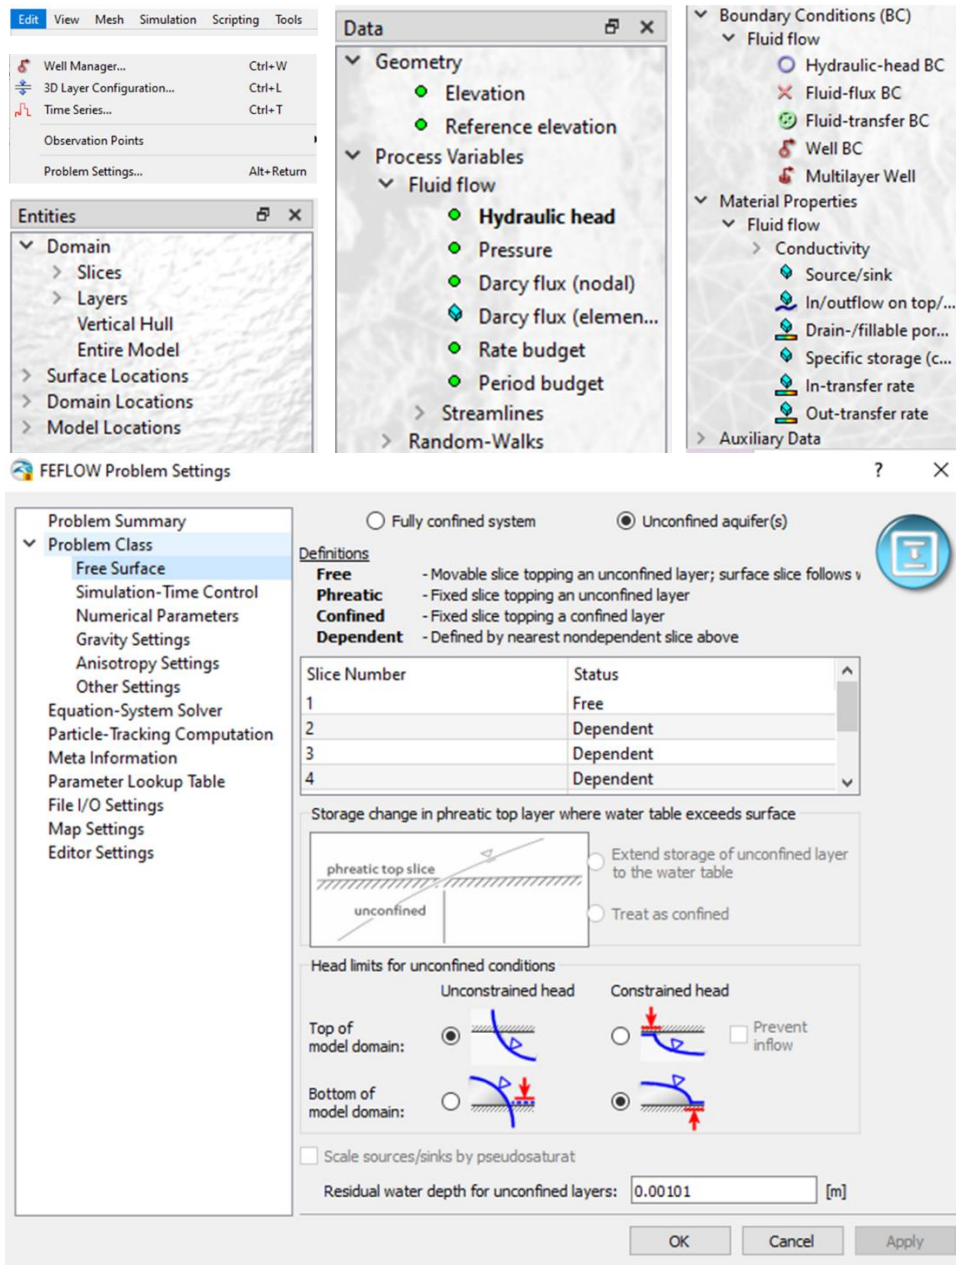 Edit View Mesh Simulation Scripting Tools
Well Manager... Ctrl+W
3D Layer Configuration... Ctrl+L
Time Series... Ctrl+T
Observation Points
Problem Settings... Alt+Return
Entities
Domain
Slices
Layers
Vertical Hull
Entire Model
Surface Locations
Domain Locations
Model Locations
Data
Geometry
Elevation
Reference elevation
Process Variables
Fluid flow
Hydraulic head
Pressure
Darcy flux (nodal)
Darcy flux (elemen...
Rate budget
Period budget
Streamlines
Random-Walks
Boundary Conditions (BC)
Fluid flow
Hydraulic-head BC
Fluid-flux BC
Fluid-transfer BC
Well BC
Multilayer Well
Material Properties
Fluid flow
Conductivity
Source/sink
In/outflow on top/...
Drain-/fillable por...
Specific storage (c...
In-transfer rate
Out-transfer rate
Auxiliary Data
FEFLOW Problem Settings
Problem Summary
Problem Class
Free Surface
Simulation-Time Control
Numerical Parameters
Gravity Settings
Anisotropy Settings
Other Settings
Equation-System Solver
Particle-Tracking Computation
Meta Information
Parameter Lookup Table
File I/O Settings
Map Settings
Editor Settings
Fully confined system Unconfined aquifer(s)
Definitions
Free - Movable slice topping an unconfined layer; surface slice follows
Phreatic - Fixed slice topping an unconfined layer
Confined - Fixed slice topping a confined layer
Dependent - Defined by nearest nondependent slice above
Slice Number Status
1 Free
2 Dependent
3 Dependent
4 Dependent
Storage change in phreatic top layer where water table exceeds surface
phreatic top slice
unconfined
Extend storage of unconfined layer
to the water table
Treat as confined
Head limits for unconfined conditions
Unconstrained head Constrained head
Top of
model domain:
Prevent
inflow
Bottom of
model domain:
Scale sources/sinks by pseudosaturat
Residual water depth for unconfined layers: 0.00101 [m]
OK Cancel Apply